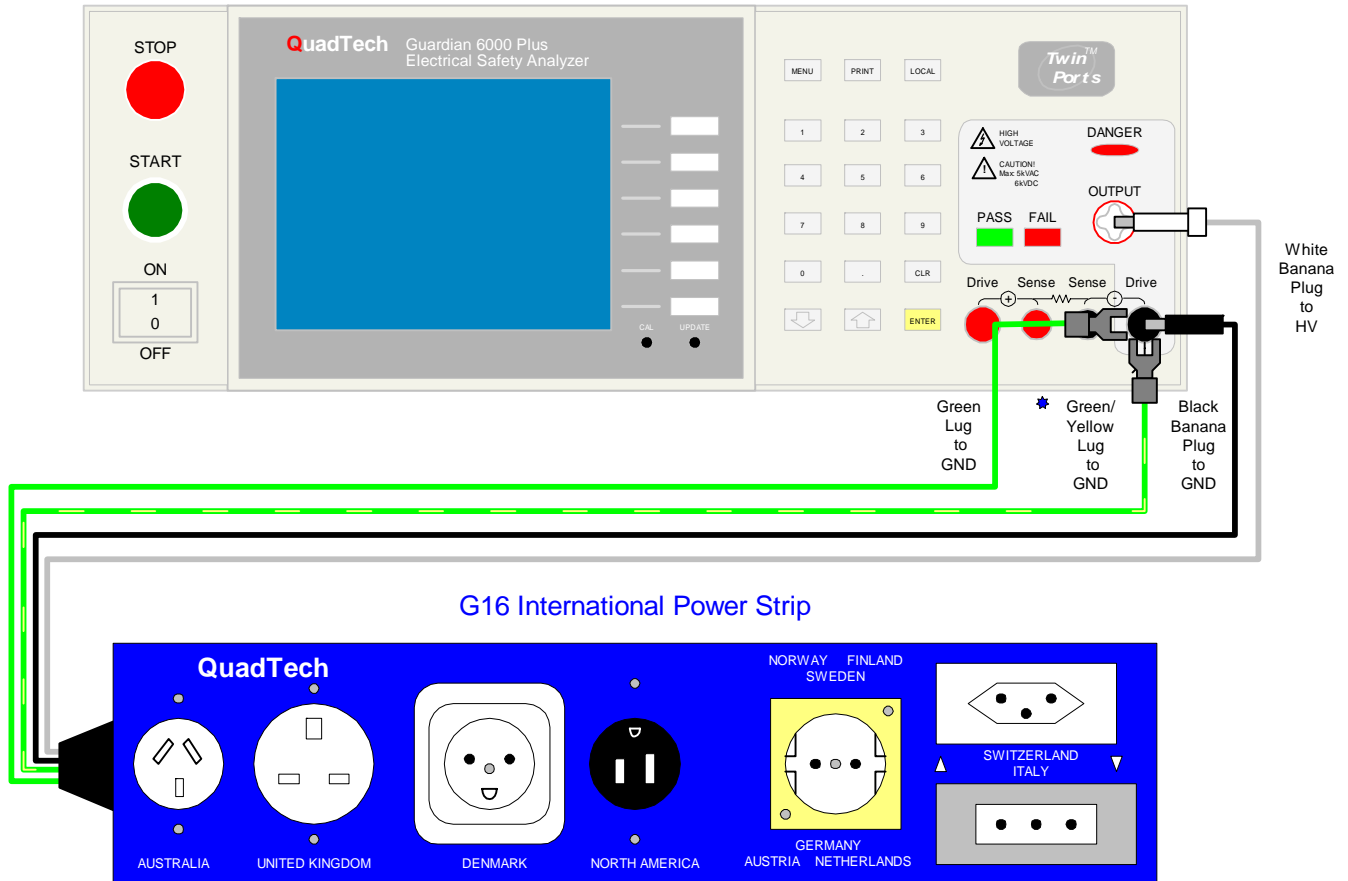 STOP
START
ON
1
0
OFF
QuadTech Guardian 6000 Plus
Electrical Safety Analyzer
CAL UPDATE
MENU PRINT LOCAL
1 2 3
4 5 6
7 8 9
0 . CLR
ENTER
Twin TM
Ports
HIGH
VOLTAGE
DANGER
CAUTION!
Max: 5kVAC
6kVDC
OUTPUT
PASS FAIL
Drive Sense Sense Drive
+ -
White
Banana
Plug
to
HV
Green
Lug
to
GND
Green/
Yellow
Lug
to
GND
Black
Banana
Plug
to
GND
G16 International Power Strip
QuadTech
AUSTRALIA
UNITED KINGDOM
DENMARK
NORTH AMERICA
NORWAY FINLAND
SWEDEN
GERMANY
AUSTRIA NETHERLANDS
SWITZERLAND
ITALY